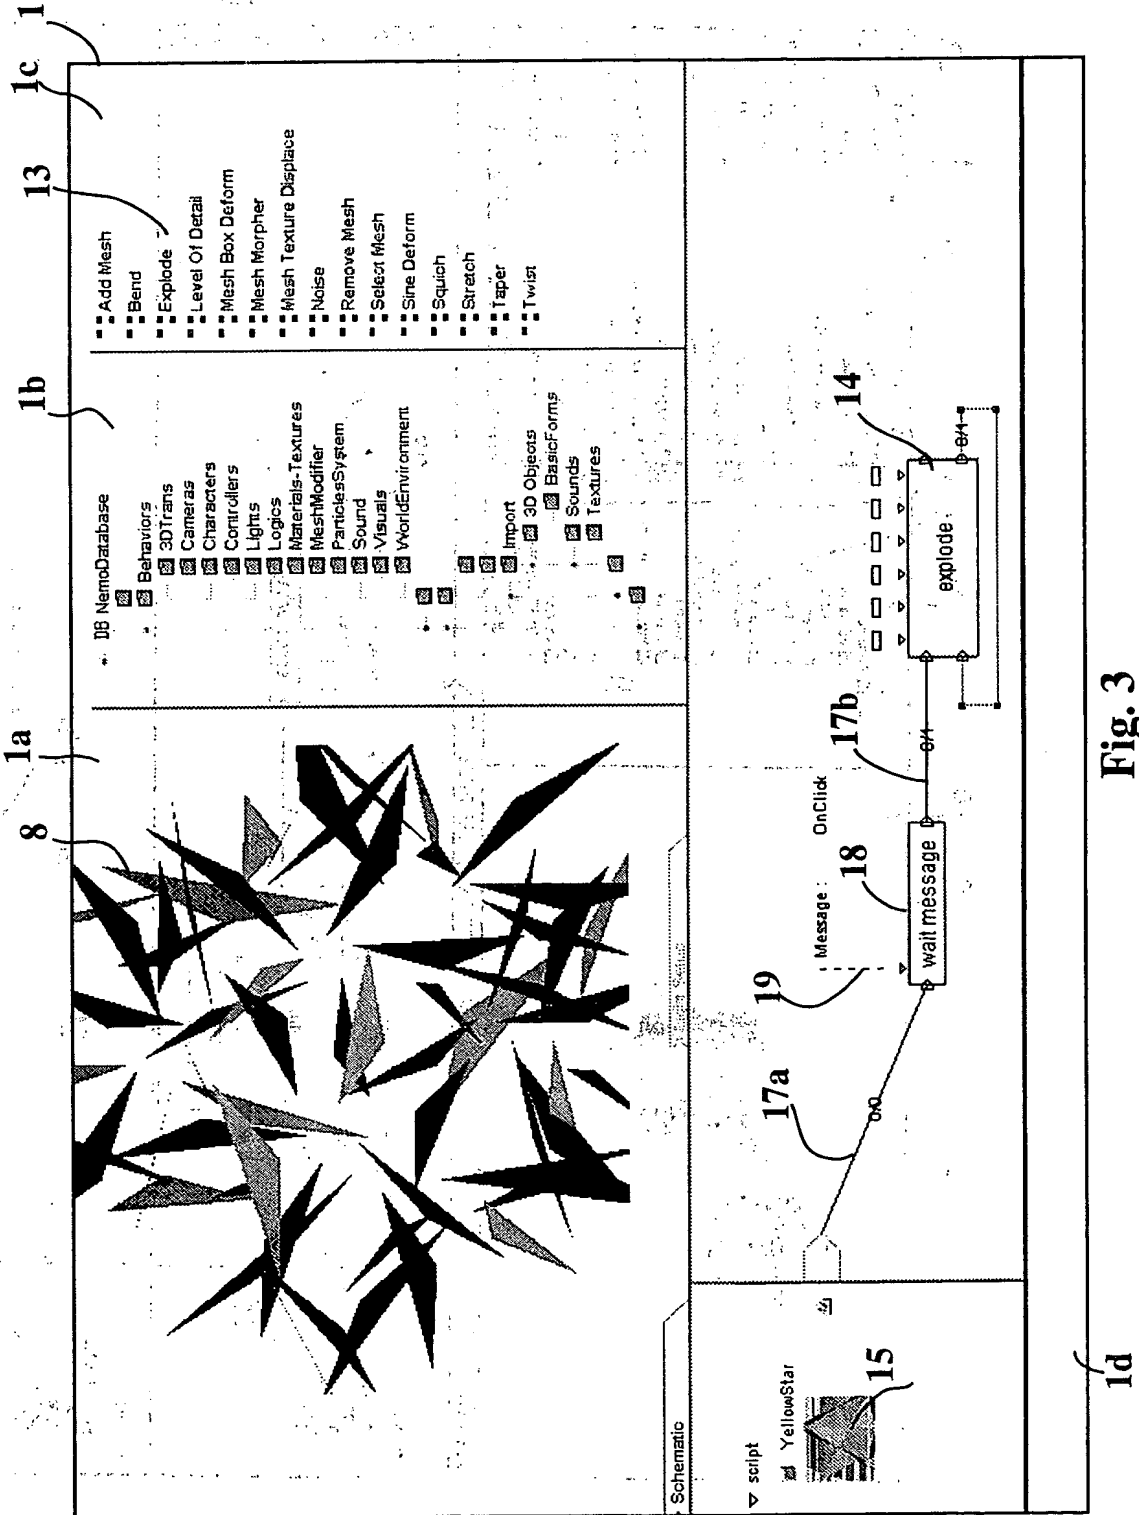 1
1c
13
1b
1a
8
Add Mesh
Bend
Explode
Level Of Detail
Mesh Box Deform
Mesh Morpher
Mesh Texture Displace
Noise
Remove Mesh
Select Mesh
Sine Deform
Squich
Stretch
Taper
Twist
DB NemoDatabase
Behaviors
3DTrans
Cameras
Characters
Controllers
Lights
Logics
Materials-Textures
MeshModifier
ParticlesSystem
Sound
Visuals
WorldEnvironment
Import
3D Objects
BasicForms
Sounds
Textures
Schematic
script
YellowStar
15
17a
0/0
19
Message : OnClick
18
wait message
17b
0/1
14
explode
0/1
1d
Fig. 3